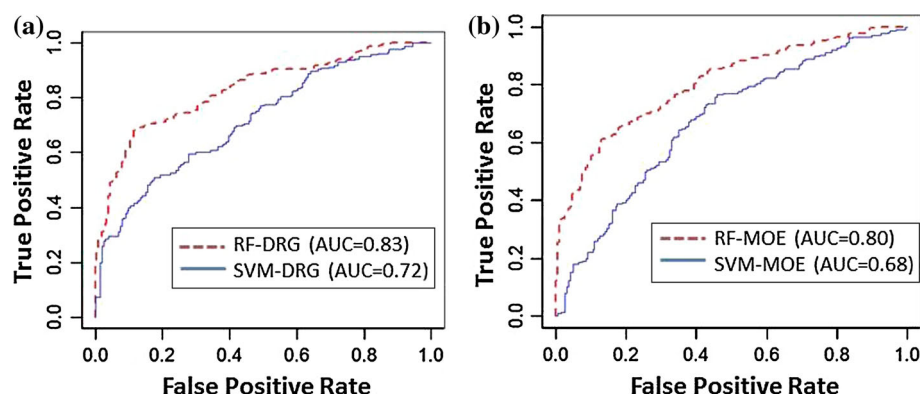 (a)
True Positive Rate
1.0
0.8
0.6
0.4
0.2
0.0
RF-DRG (AUC=0.83)
SVM-DRG (AUC=0.72)
0.0 0.2 0.4 0.6 0.8 1.0
False Positive Rate
(b)
True Positive Rate
1.0
0.8
0.6
0.4
0.2
0.0
RF-MOE (AUC=0.80)
SVM-MOE (AUC=0.68)
0.0 0.2 0.4 0.6 0.8 1.0
False Positive Rate